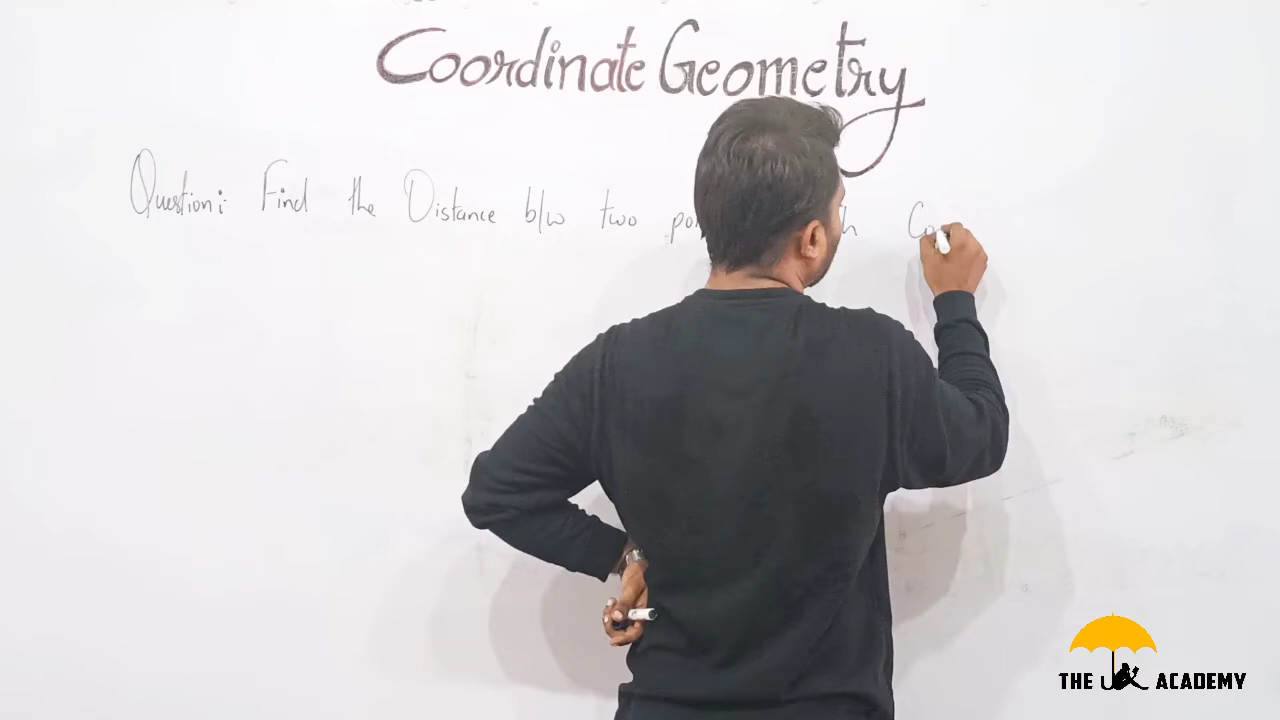 Coordinate Geometry
Question: Find the Distance b/w two
THE ACADEMY